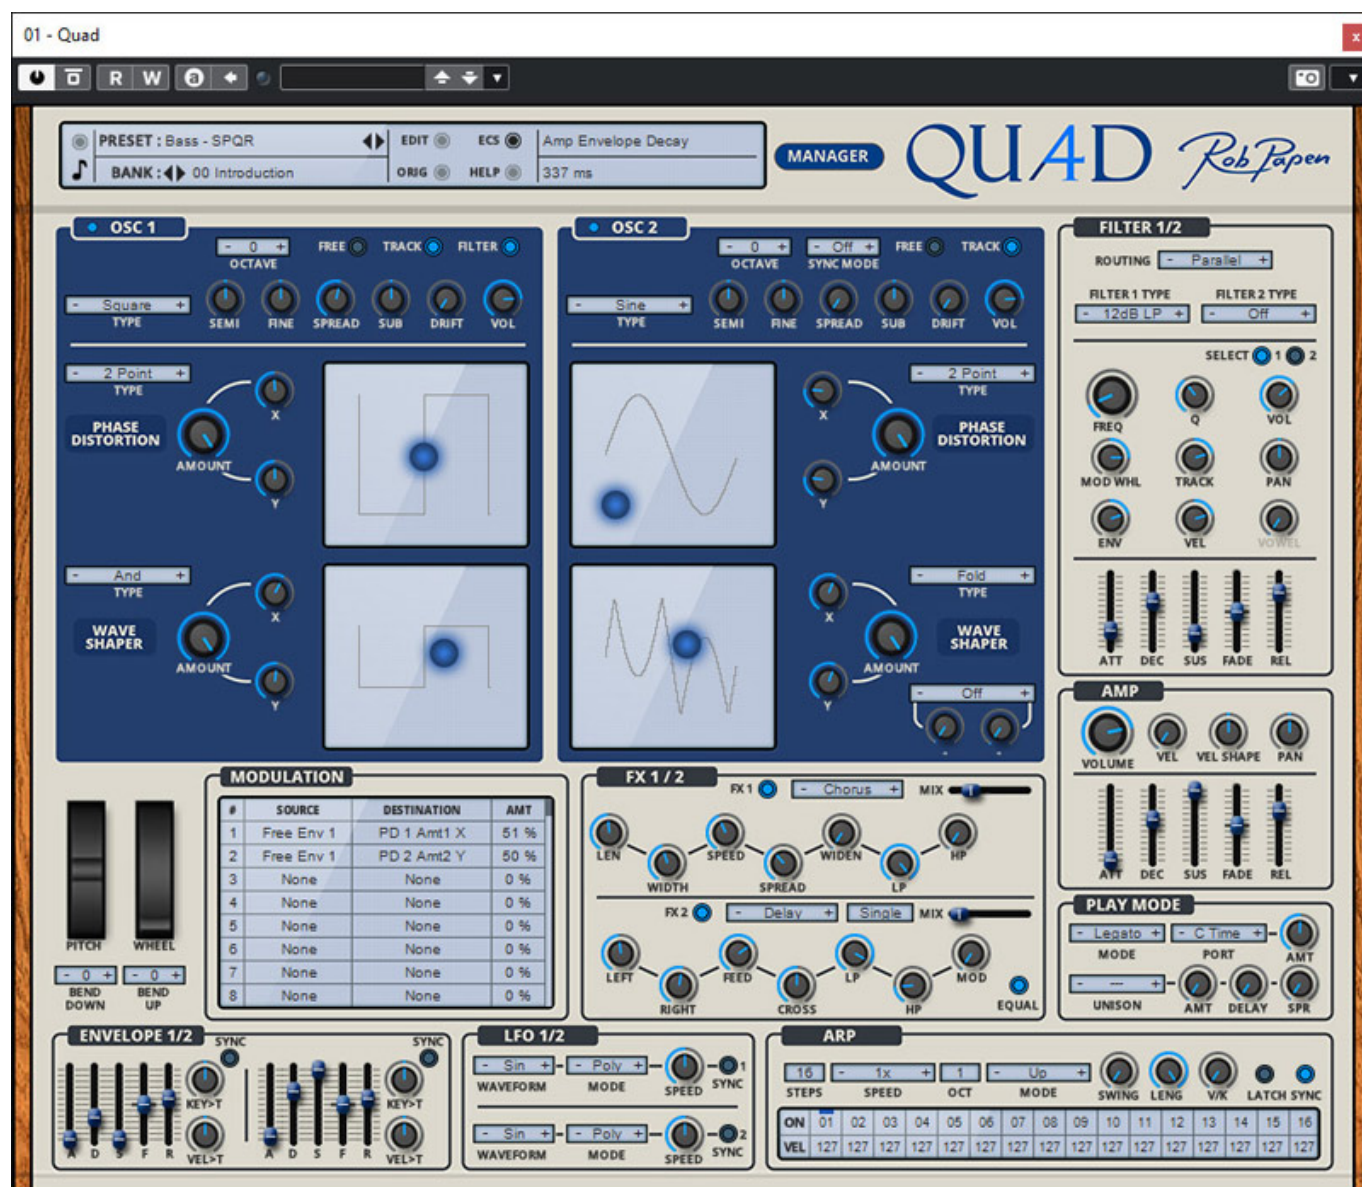 01 - Quad
x
R W a
PRESET : Bass - SPQR
EDIT ECS Amp Envelope Decay
BANK : 00 Introduction
ORIG HELP 337 ms
MANAGER
QUAD
Rob Papen
OSC 1
- 0 +
OCTAVE
FREE TRACK FILTER
- Square +
TYPE
SEMI FINE SPREAD SUB DRIFT VOL
- 2 Point +
TYPE
PHASE
DISTORTION
AMOUNT
X
Y
- And +
TYPE
WAVE
SHAPER
AMOUNT
X
Y
OSC 2
- 0 + - Off +
OCTAVE SYNC MODE
FREE TRACK
- Sine +
TYPE
SEMI FINE SPREAD SUB DRIFT VOL
- 2 Point +
TYPE
PHASE
DISTORTION
AMOUNT
X
Y
- Fold +
TYPE
WAVE
SHAPER
AMOUNT
X
Y
- Off +
- -
FILTER 1/2
ROUTING - Parallel +
FILTER 1 TYPE FILTER 2 TYPE
- 12dB LP + - Off +
SELECT 1 2
FREQ Q VOL
MOD WHL TRACK PAN
ENV VEL VOWEL
ATT DEC SUS FADE REL
AMP
VOLUME VEL VEL SHAPE PAN
ATT DEC SUS FADE REL
PLAY MODE
- Legato + - C Time +
MODE PORT AMT
- --- +
UNISON AMT DELAY SPR
PITCH WHEEL
- 0 + - 0 +
BEND BEND
DOWN UP
MODULATION
# SOURCE DESTINATION AMT
1 Free Env 1 PD 1 Amt1 X 51 %
2 Free Env 1 PD 2 Amt2 Y 50 %
3 None None 0 %
4 None None 0 %
5 None None 0 %
6 None None 0 %
7 None None 0 %
8 None None 0 %
FX 1 / 2
FX 1 - Chorus + MIX
LEN SPEED WIDEN HP
WIDTH SPREAD LP
FX 2 - Delay + Single MIX
LEFT FEED LP MOD
RIGHT CROSS HP EQUAL
ENVELOPE 1/2
SYNC SYNC
KEY>T KEY>T
A D S F R VEL>T A D S F R VEL>T
LFO 1/2
- Sin + - Poly + 1
WAVEFORM MODE SPEED SYNC
- Sin + - Poly + 2
WAVEFORM MODE SPEED SYNC
ARP
16 - 1x + 1 - Up +
STEPS SPEED OCT MODE SWING LENG V/K LATCH SYNC
ON 01 02 03 04 05 06 07 08 09 10 11 12 13 14 15 16
VEL 127 127 127 127 127 127 127 127 127 127 127 127 127 127 127 127